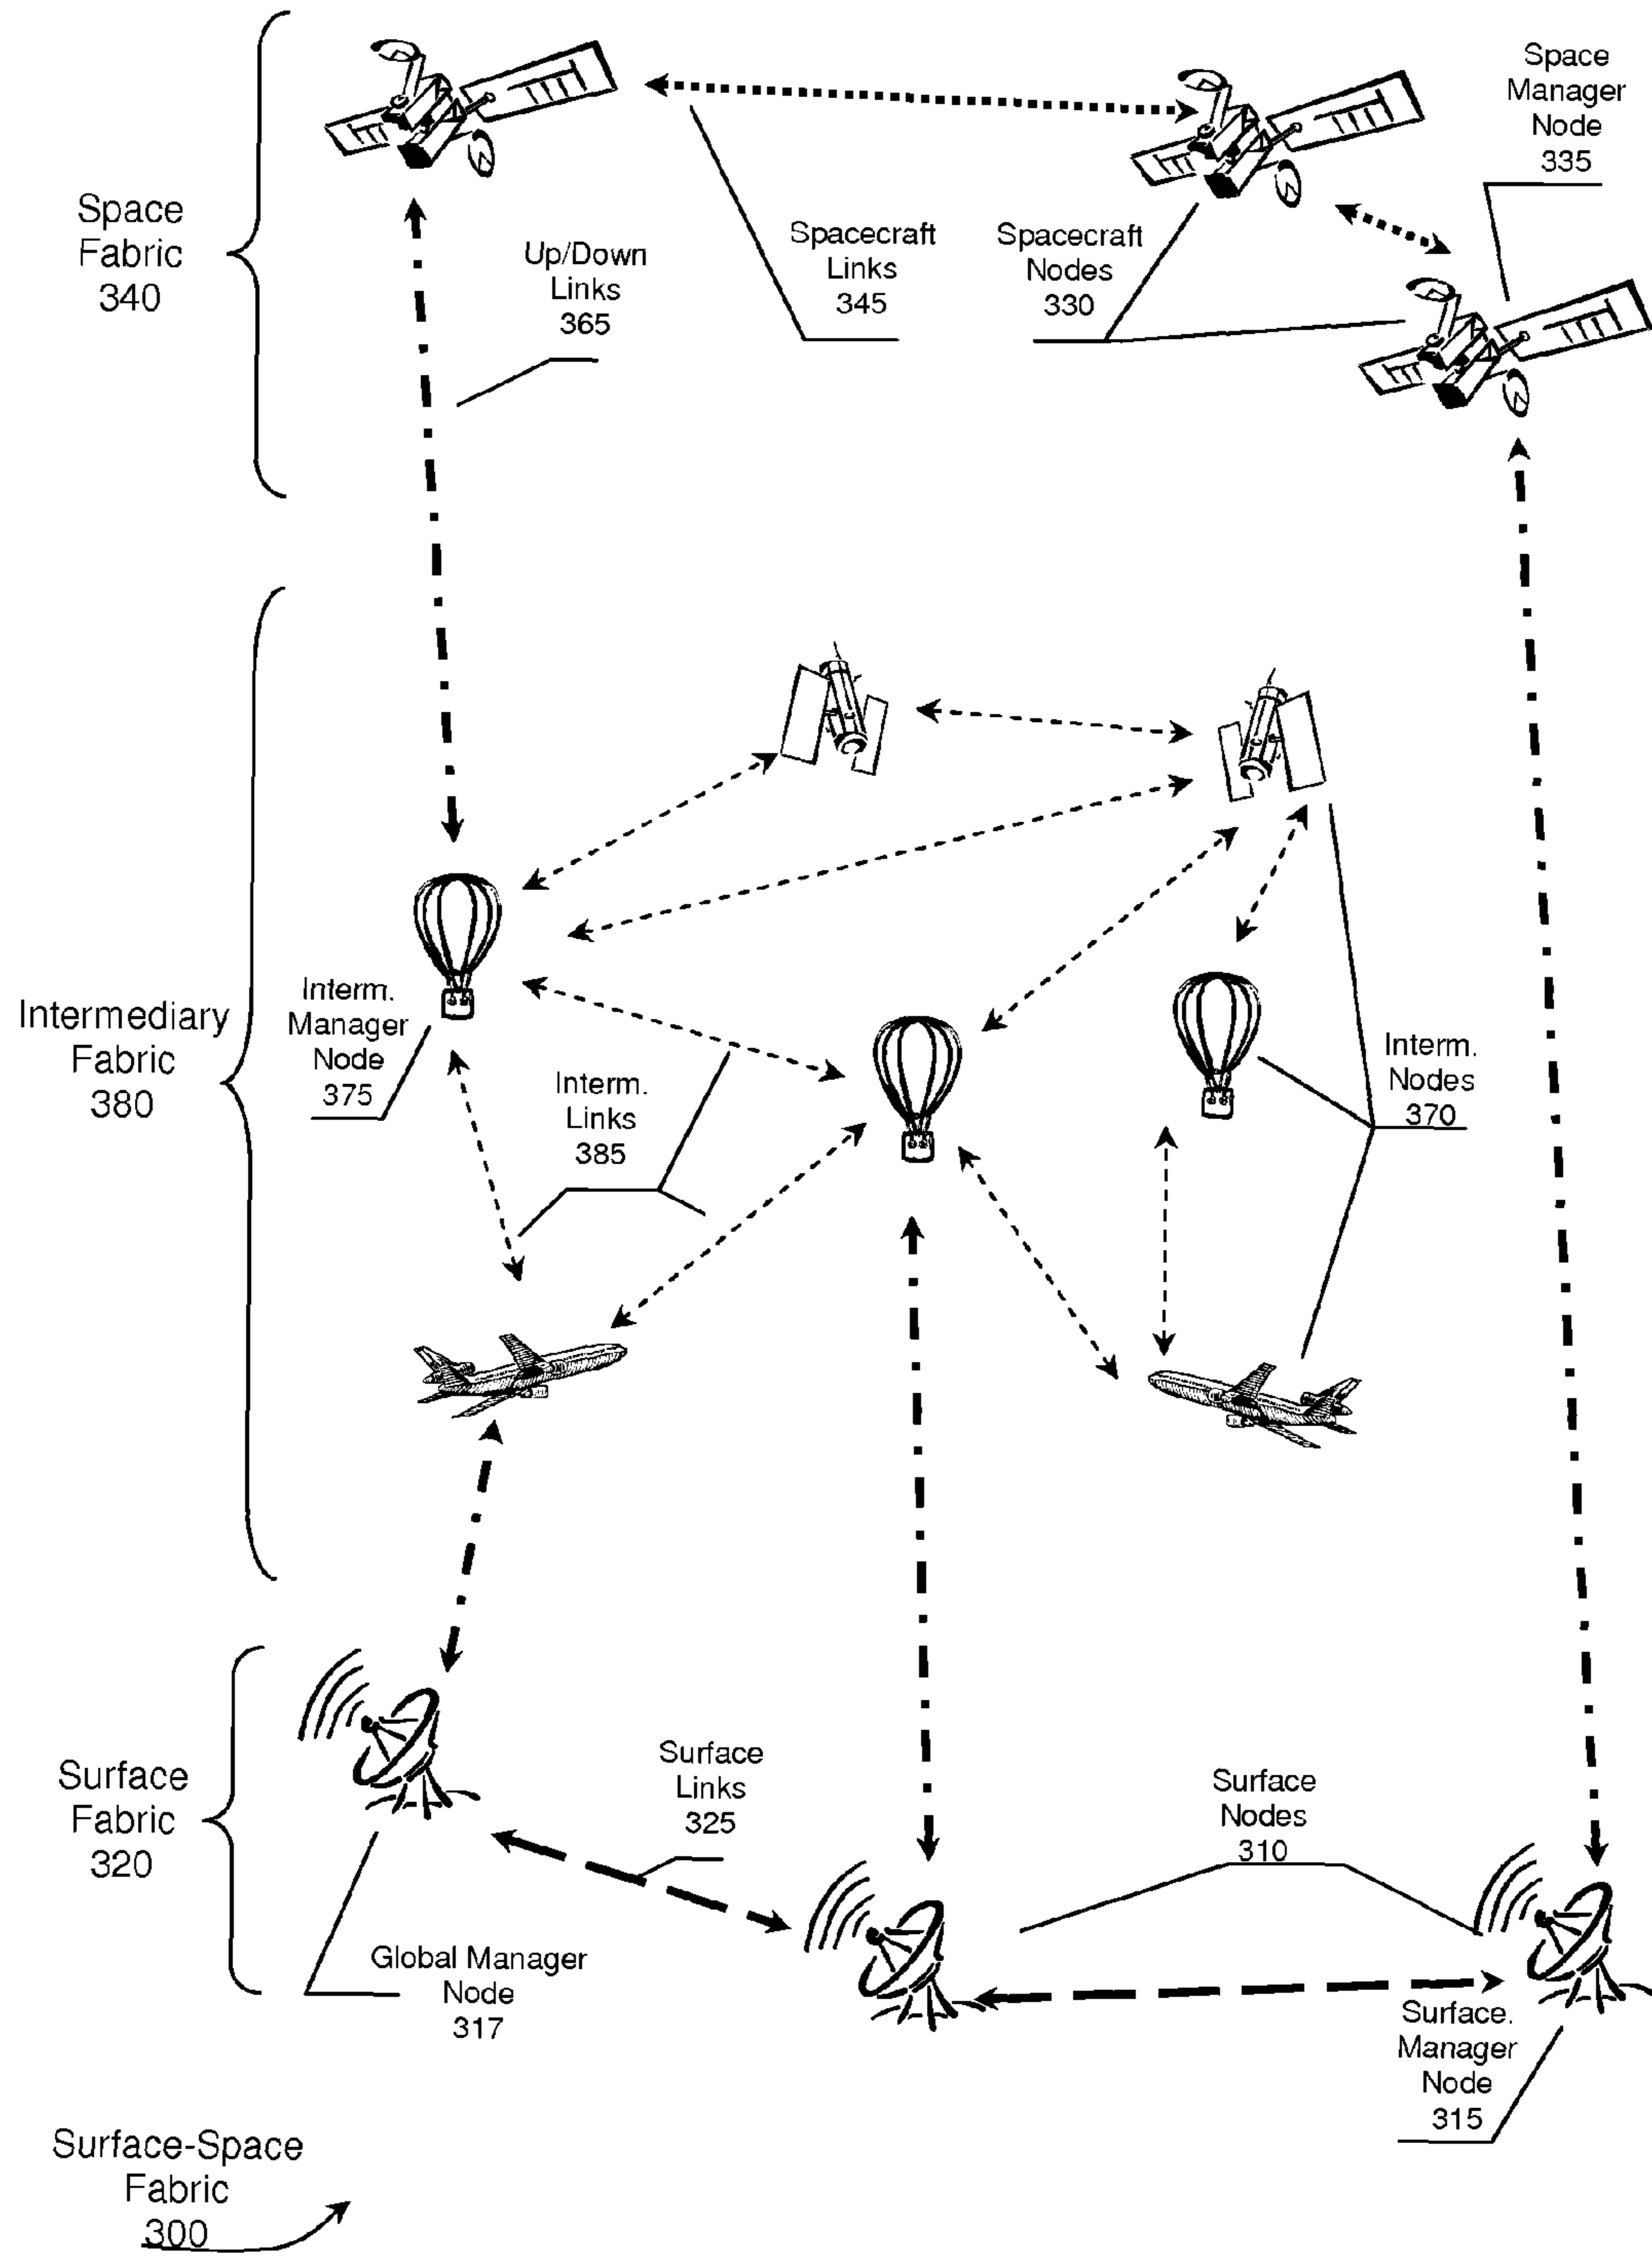 Space
Manager
Node
335
Space
Fabric
340
Up/Down
Links
365
Spacecraft
Links
345
Spacecraft
Nodes
330
Interm.
Manager
Node
375
Intermediary
Fabric
380
Interm.
Links
385
Interm.
Nodes
370
Surface
Fabric
320
Surface
Links
325
Surface
Nodes
310
Global Manager
Node
317
Surface.
Manager
Node
315
Surface-Space
Fabric
300